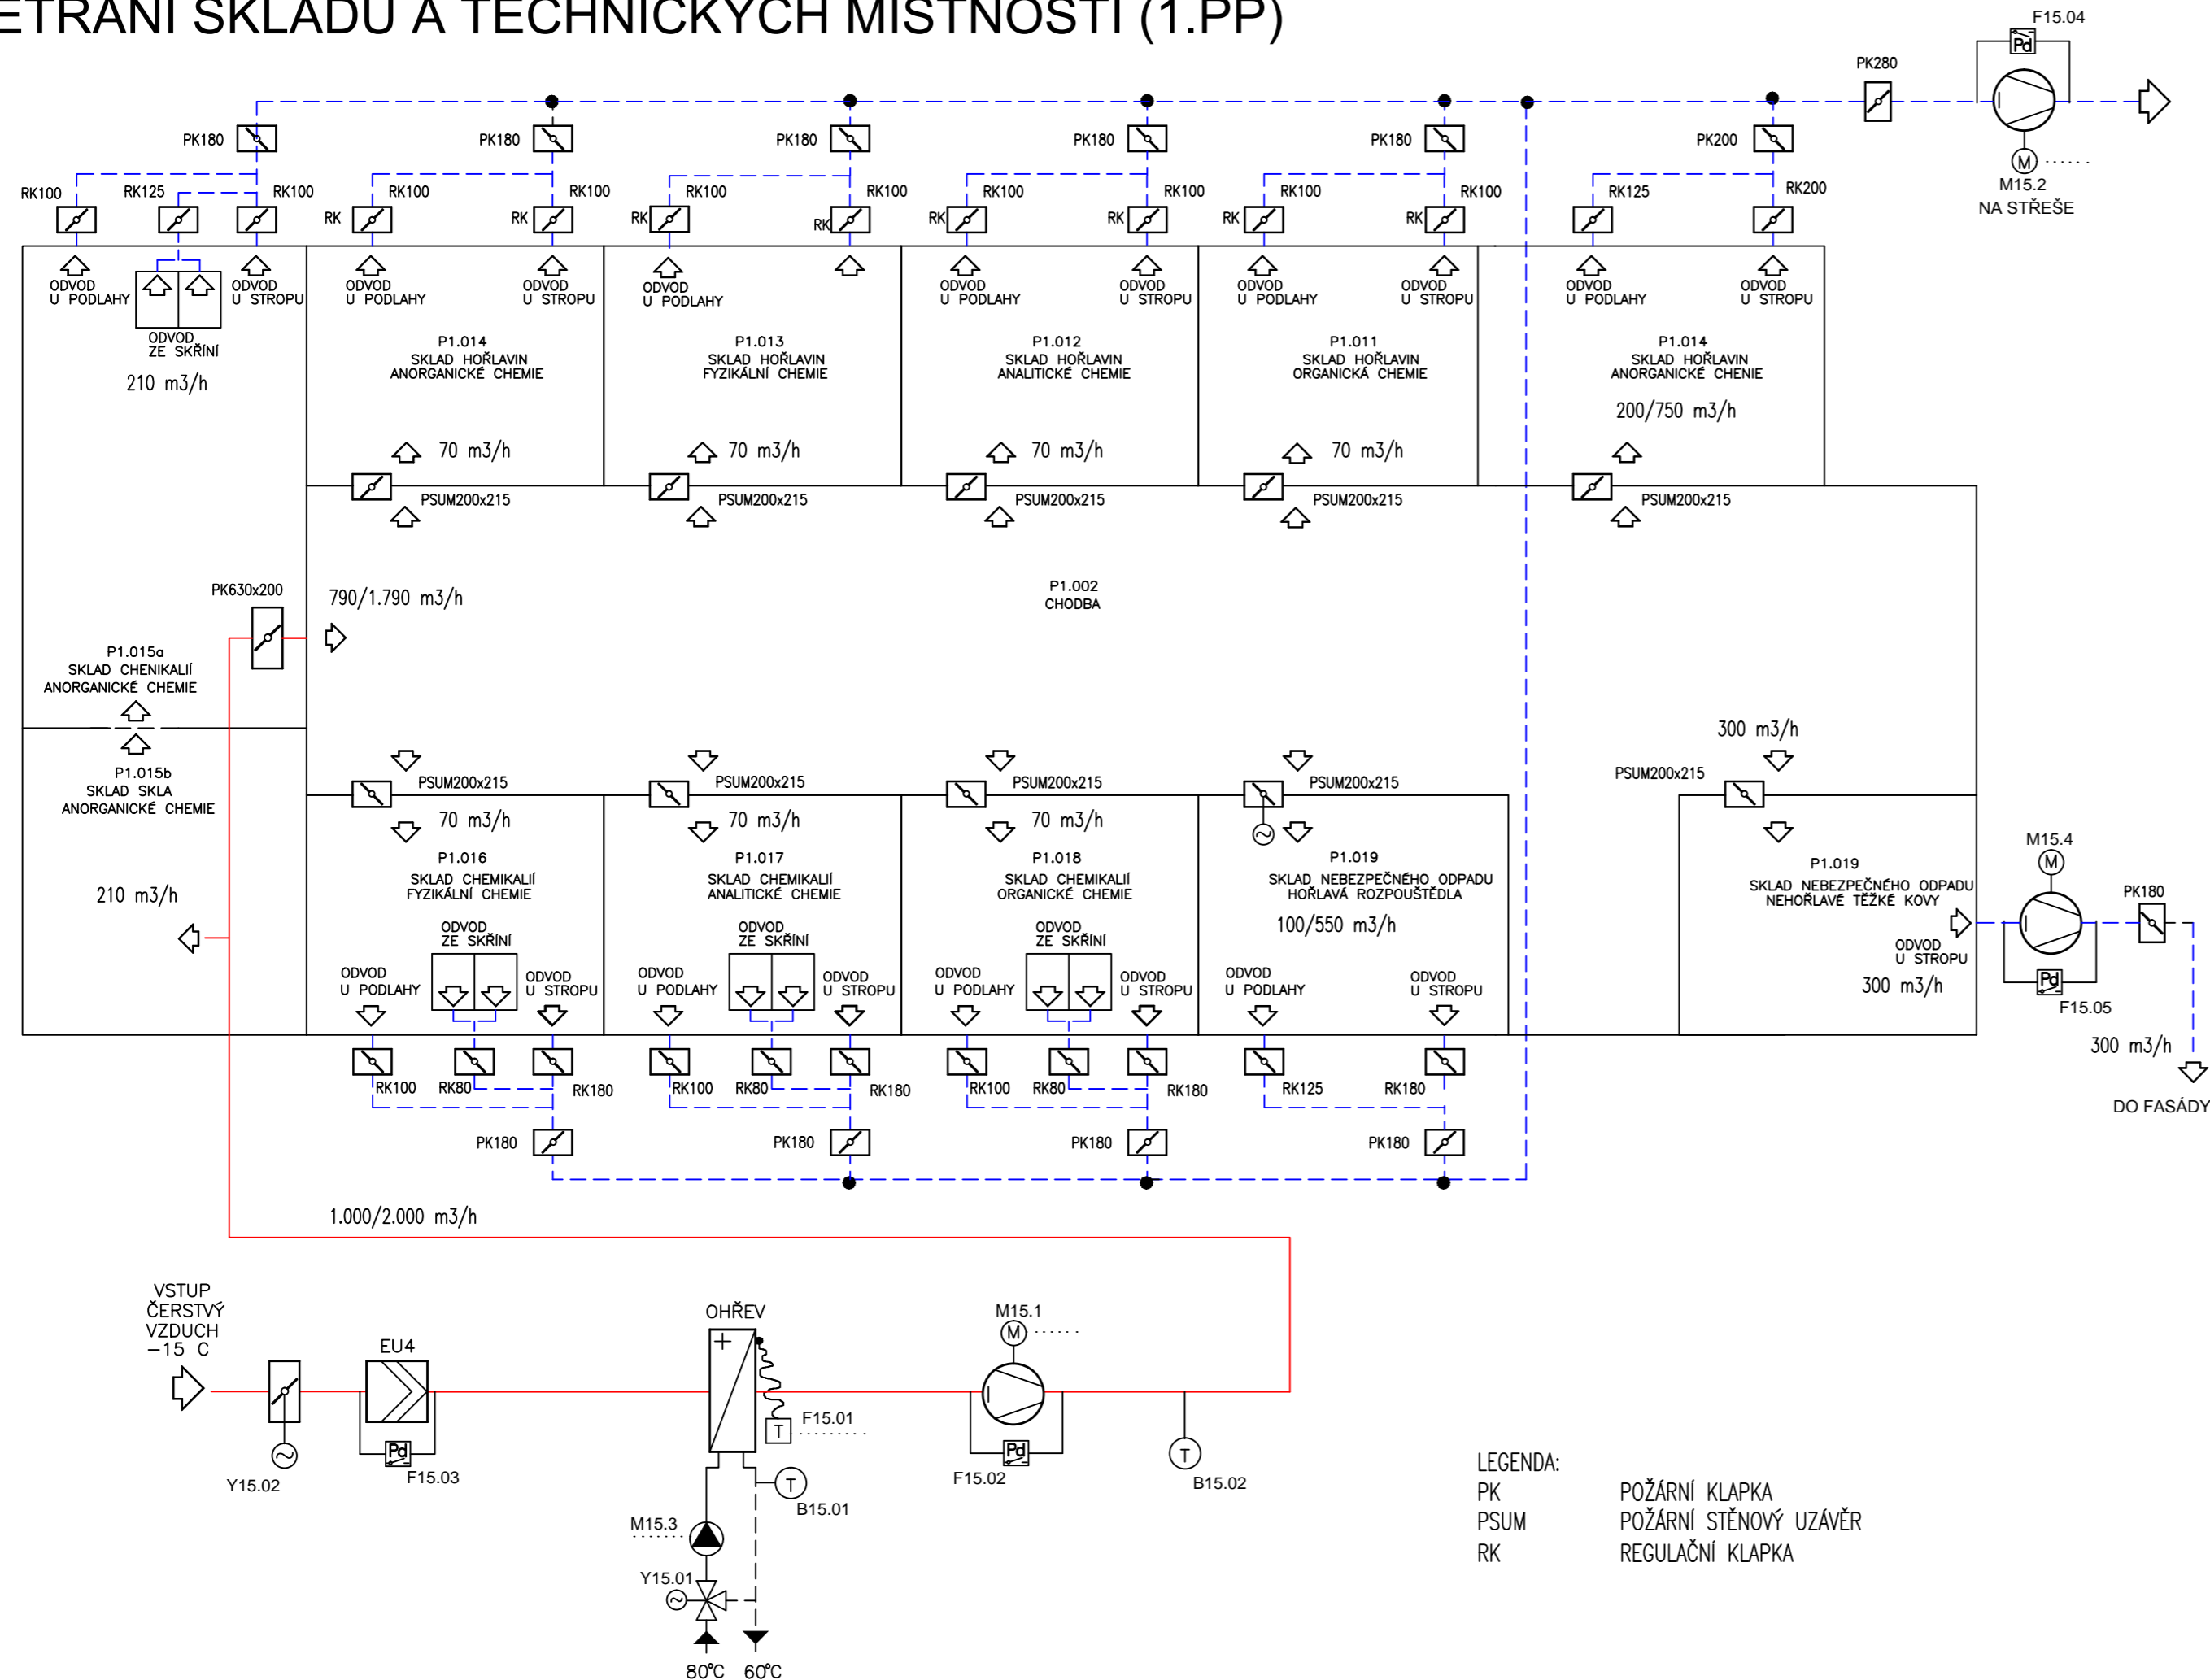 ĚTRÁNÍ SKLADŮ A TECHNICKÝCH MÍSTNOSTÍ (1.PP)
F15.04
Pd
PK280
M
M15.2
NA STŘEŠE
PK180
PK180
PK180
PK180
PK180
PK200
RK100
RK125
RK100
RK
RK100
RK
RK100
RK
RK100
RK
RK100
RK
RK100
RK
RK100
RK
RK100
RK
RK100
RK125
RK200
ODVOD
U PODLAHY
ODVOD
ZE SKŘÍNÍ
ODVOD
U STROPU
210 m3/h
ODVOD
U PODLAHY
ODVOD
U STROPU
ODVOD
U PODLAHY
ODVOD
U PODLAHY
ODVOD
U STROPU
ODVOD
U PODLAHY
ODVOD
U STROPU
ODVOD
U PODLAHY
ODVOD
U STROPU
P1.014
SKLAD HOŘLAVIN
ANORGANICKÉ CHEMIE
P1.013
SKLAD HOŘLAVIN
FYZIKÁLNÍ CHEMIE
P1.012
SKLAD HOŘLAVIN
ANALITICKÉ CHEMIE
P1.011
SKLAD HOŘLAVIN
ORGANICKÁ CHEMIE
P1.014
SKLAD HOŘLAVIN
ANORGANICKÉ CHENIE
200/750 m3/h
70 m3/h
70 m3/h
70 m3/h
70 m3/h
PSUM200x215
PSUM200x215
PSUM200x215
PSUM200x215
PSUM200x215
PK630x200
790/1.790 m3/h
P1.002
CHODBA
P1.015a
SKLAD CHENIKALIÍ
ANORGANICKÉ CHEMIE
P1.015b
SKLAD SKLA
ANORGANICKÉ CHEMIE
210 m3/h
300 m3/h
PSUM200x215
PSUM200x215
PSUM200x215
PSUM200x215
PSUM200x215
70 m3/h
70 m3/h
70 m3/h
P1.016
SKLAD CHEMIKALIÍ
FYZIKÁLNÍ CHEMIE
P1.017
SKLAD CHEMIKALIÍ
ANALITICKÉ CHEMIE
P1.018
SKLAD CHEMIKALIÍ
ORGANICKÉ CHEMIE
P1.019
SKLAD NEBEZPEČNÉHO ODPADU
HOŘLAVÁ ROZPOUŠTĚDLA
100/550 m3/h
P1.019
SKLAD NEBEZPEČNÉHO ODPADU
NEHOŘLAVÉ TĚŽKÉ KOVY
ODVOD
U STROPU
300 m3/h
M15.4
M
PK180
Pd
F15.05
300 m3/h
DO FASÁDY
ODVOD
U PODLAHY
ODVOD
ZE SKŘÍNÍ
ODVOD
U STROPU
ODVOD
U PODLAHY
ODVOD
ZE SKŘÍNÍ
ODVOD
U STROPU
ODVOD
U PODLAHY
ODVOD
ZE SKŘÍNÍ
ODVOD
U STROPU
ODVOD
U PODLAHY
ODVOD
U STROPU
RK100
RK80
RK180
RK100
RK80
RK180
RK100
RK80
RK180
RK125
RK180
PK180
PK180
PK180
PK180
1.000/2.000 m3/h
VSTUP
ČERSTVÝ
VZDUCH
-15 C
Y15.02
EU4
Pd
F15.03
OHŘEV
T
F15.01
T
B15.01
M15.3
Y15.01
80°C
60°C
M15.1
M
Pd
F15.02
T
B15.02
LEGENDA:
PK POŽÁRNÍ KLAPKA
PSUM POŽÁRNÍ STĚNOVÝ UZÁVĚR
RK REGULAČNÍ KLAPKA